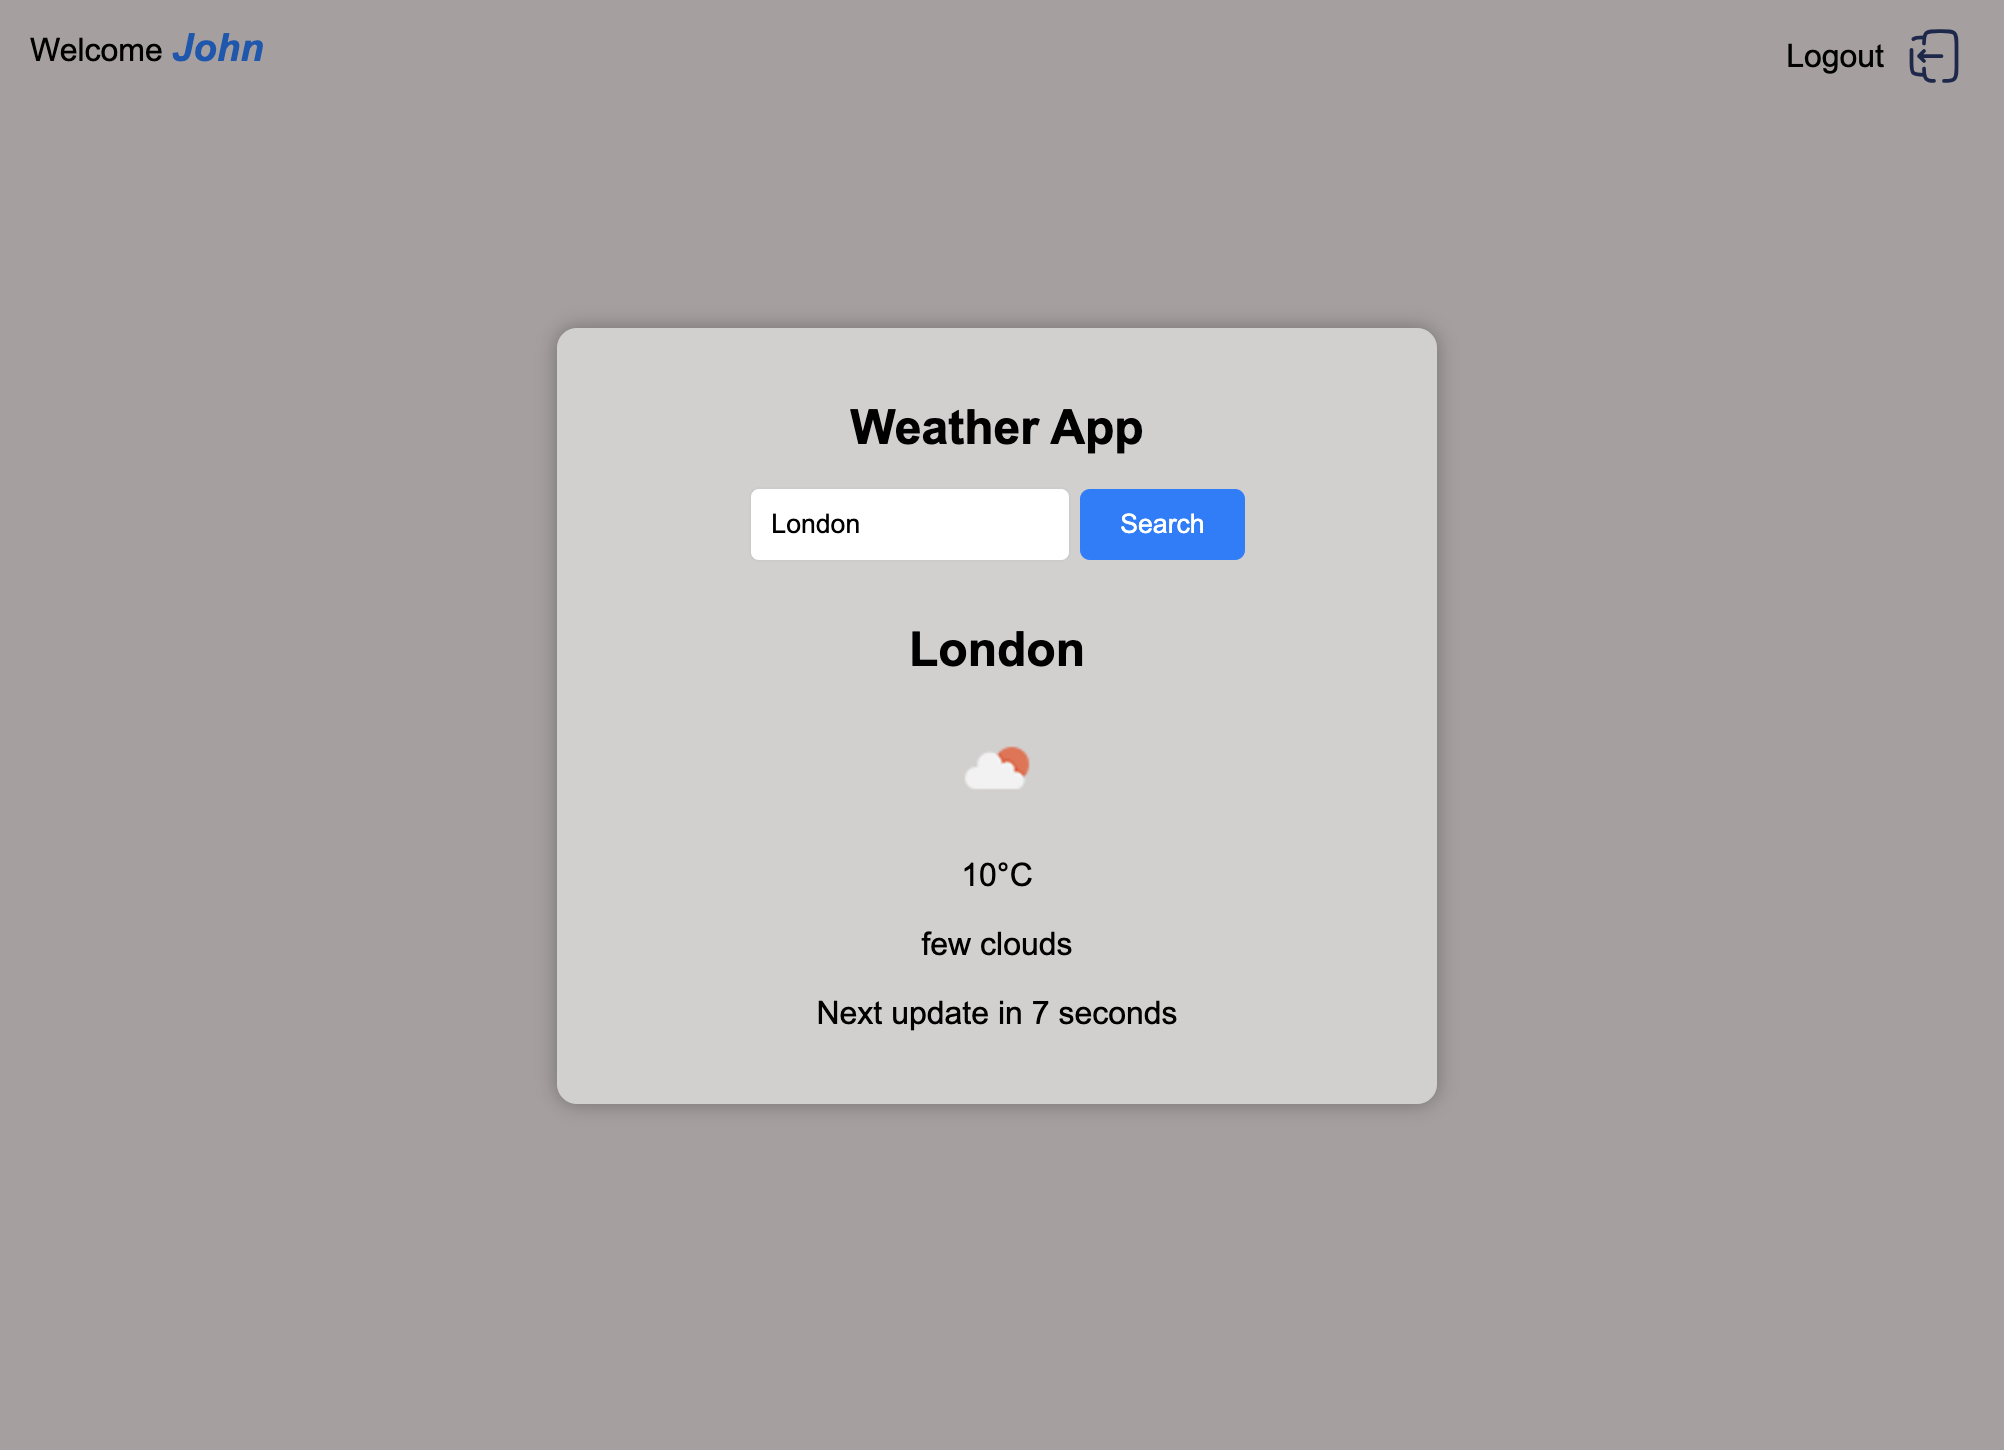 Welcome John
Logout
Weather App
London
Search
London
10°C
few clouds
Next update in 7 seconds